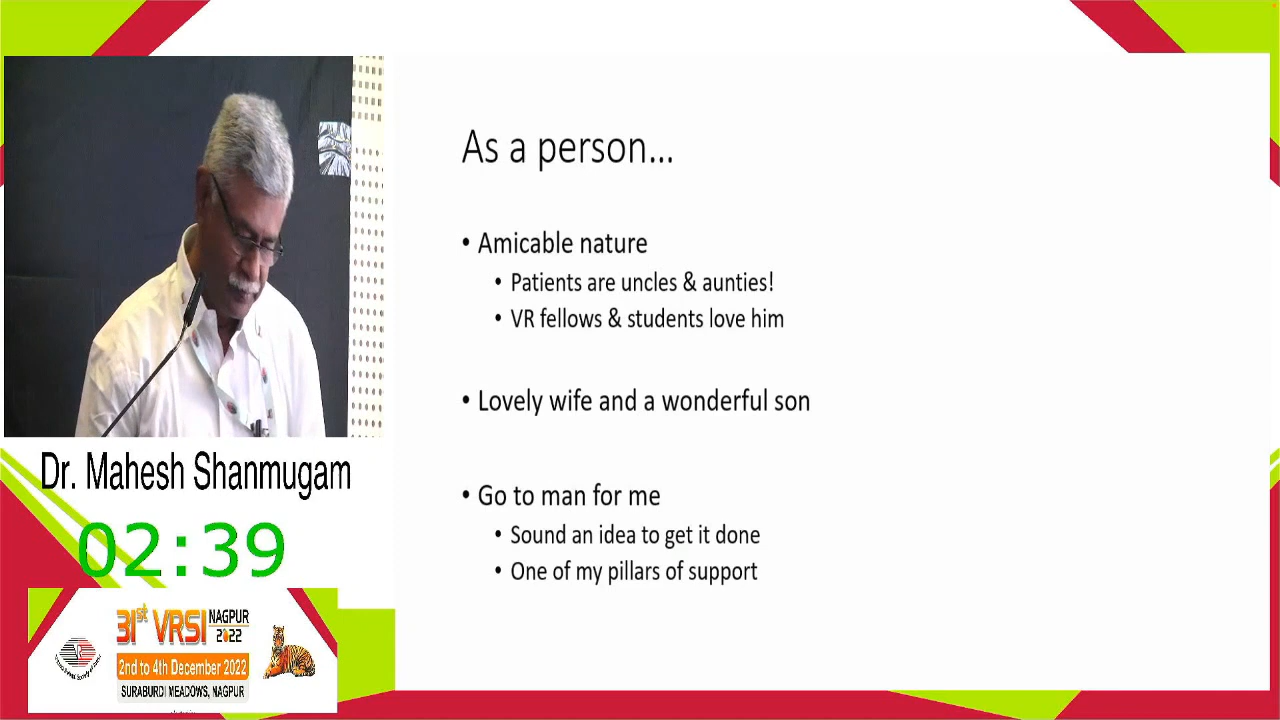 As a person...
• Amicable nature
• Patients are uncles & aunties!
• VR fellows & students love him
• Lovely wife and a wonderful son
• Go to man for me
• Sound an idea to get it done
• One of my pillars of support
Dr. Mahesh Shanmugam
02:39
31st VRSI NAGPUR
2022
2nd to 4th December 2022
SURABURDI MEADOWS, NAGPUR